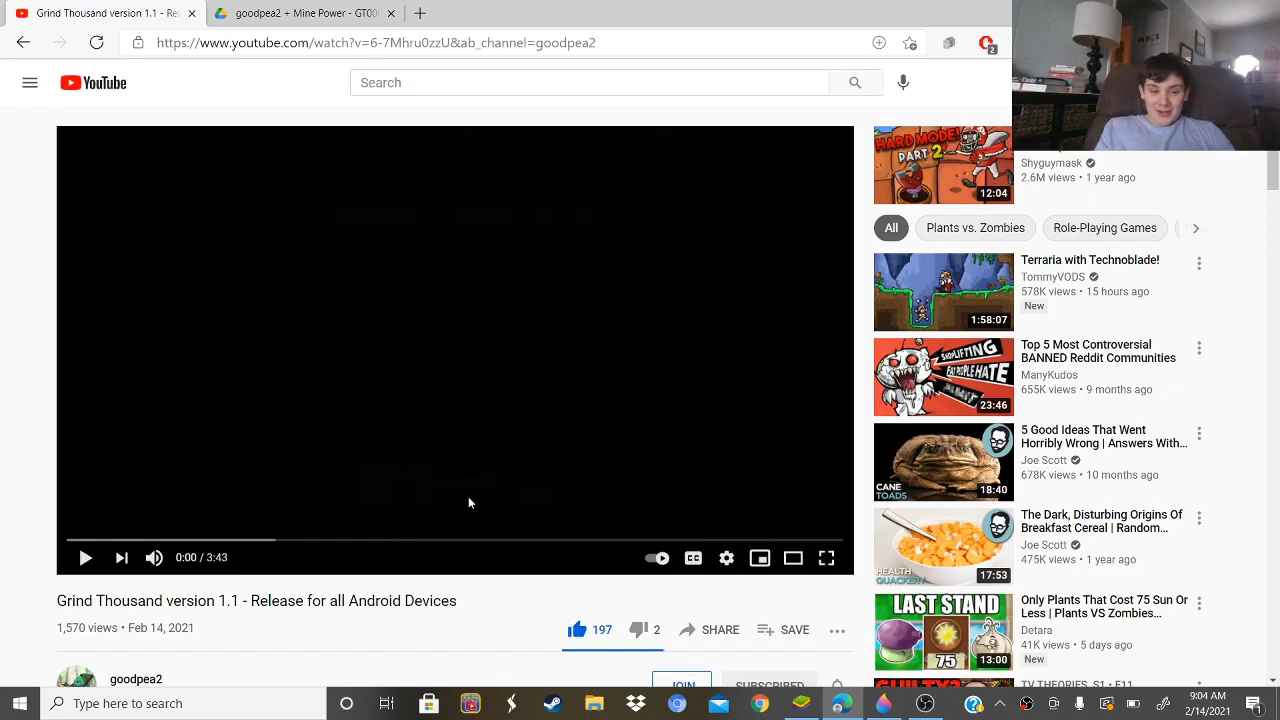 Grind Thousand version 1.1 - Rel
goodpea2 - Mine Power - GT00
https://www.youtube.com/watch?v=6-7Mhru0zzU&ab_channel=goodpea2
2
YouTube
Search
HARD MODE!
PART 2
12:04
Shyguymask
2.6M views • 1 year ago
All
Plants vs. Zombies
Role-Playing Games
Terraria with Technoblade!
TommyVODS
578K views • 15 hours ago
New
1:58:07
SHOPLIFTING
EAT PEOPLE HATE
Top 5 Most Controversial
BANNED Reddit Communities
ManyKudos
655K views • 9 months ago
23:46
5 Good Ideas That Went
Horribly Wrong | Answers With...
Joe Scott
678K views • 10 months ago
CANE
TOADS
18:40
The Dark, Disturbing Origins Of
Breakfast Cereal | Random...
Joe Scott
475K views • 1 year ago
HEALTH
QUACKERY
17:53
LAST STAND
75
13:00
Only Plants That Cost 75 Sun Or
Less | Plants VS Zombies...
Detara
41K views • 5 days ago
New
TV THEORIES, S1 • E11
0:00 / 3:43
CC
Grind Thousand version 1.1 - Release for all Android Devices
1,570 views • Feb 14, 2021
197
2
SHARE
SAVE
goodpea2
JOIN
SUBSCRIBED
Type here to search
9:04 AM
2/14/2021
1